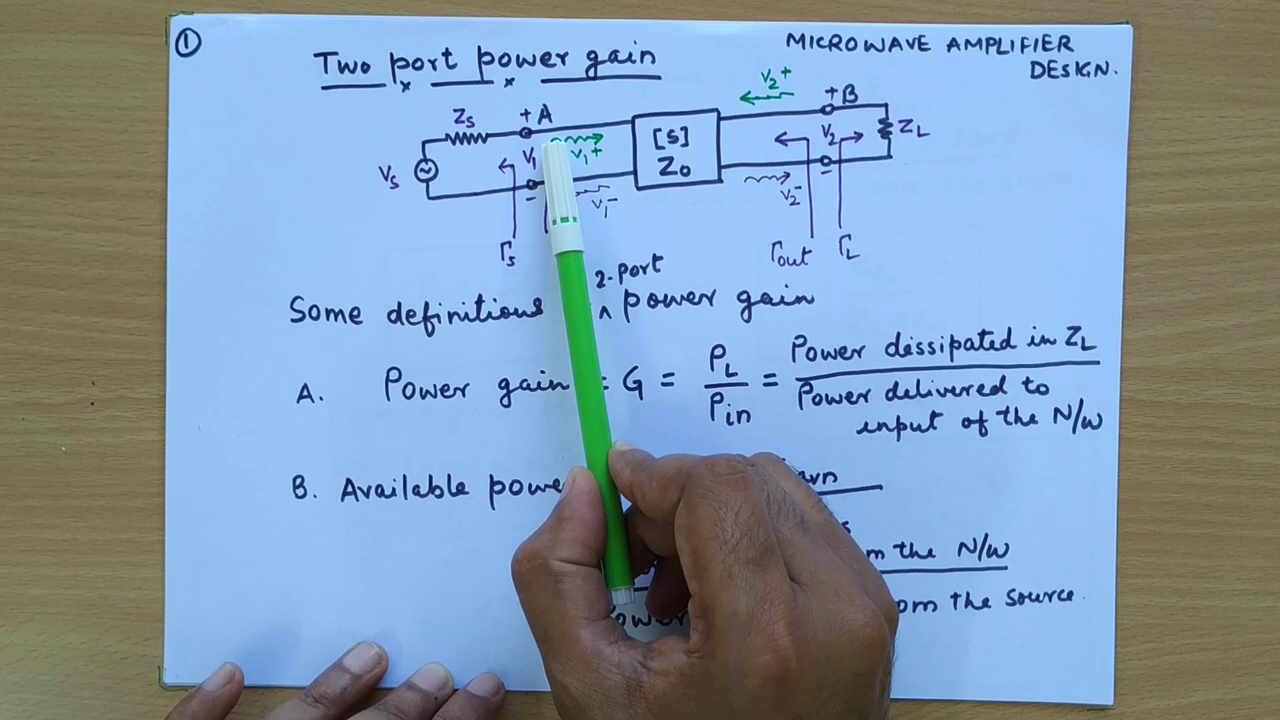 1
Two port power gain
MICROWAVE AMPLIFIER
DESIGN.
Zs + A
V2+
+ B
Vs
V1
V1+
[S]
Z0
V2
ZL
-
V1-
V2-
-
Γs
Γout ΓL
2-port
Some definitions ^ power gain
A. Power gain = G = PL / Pin = Power dissipated in ZL
Power delivered to
input of the N/w
B. Available
the N/w
the source.